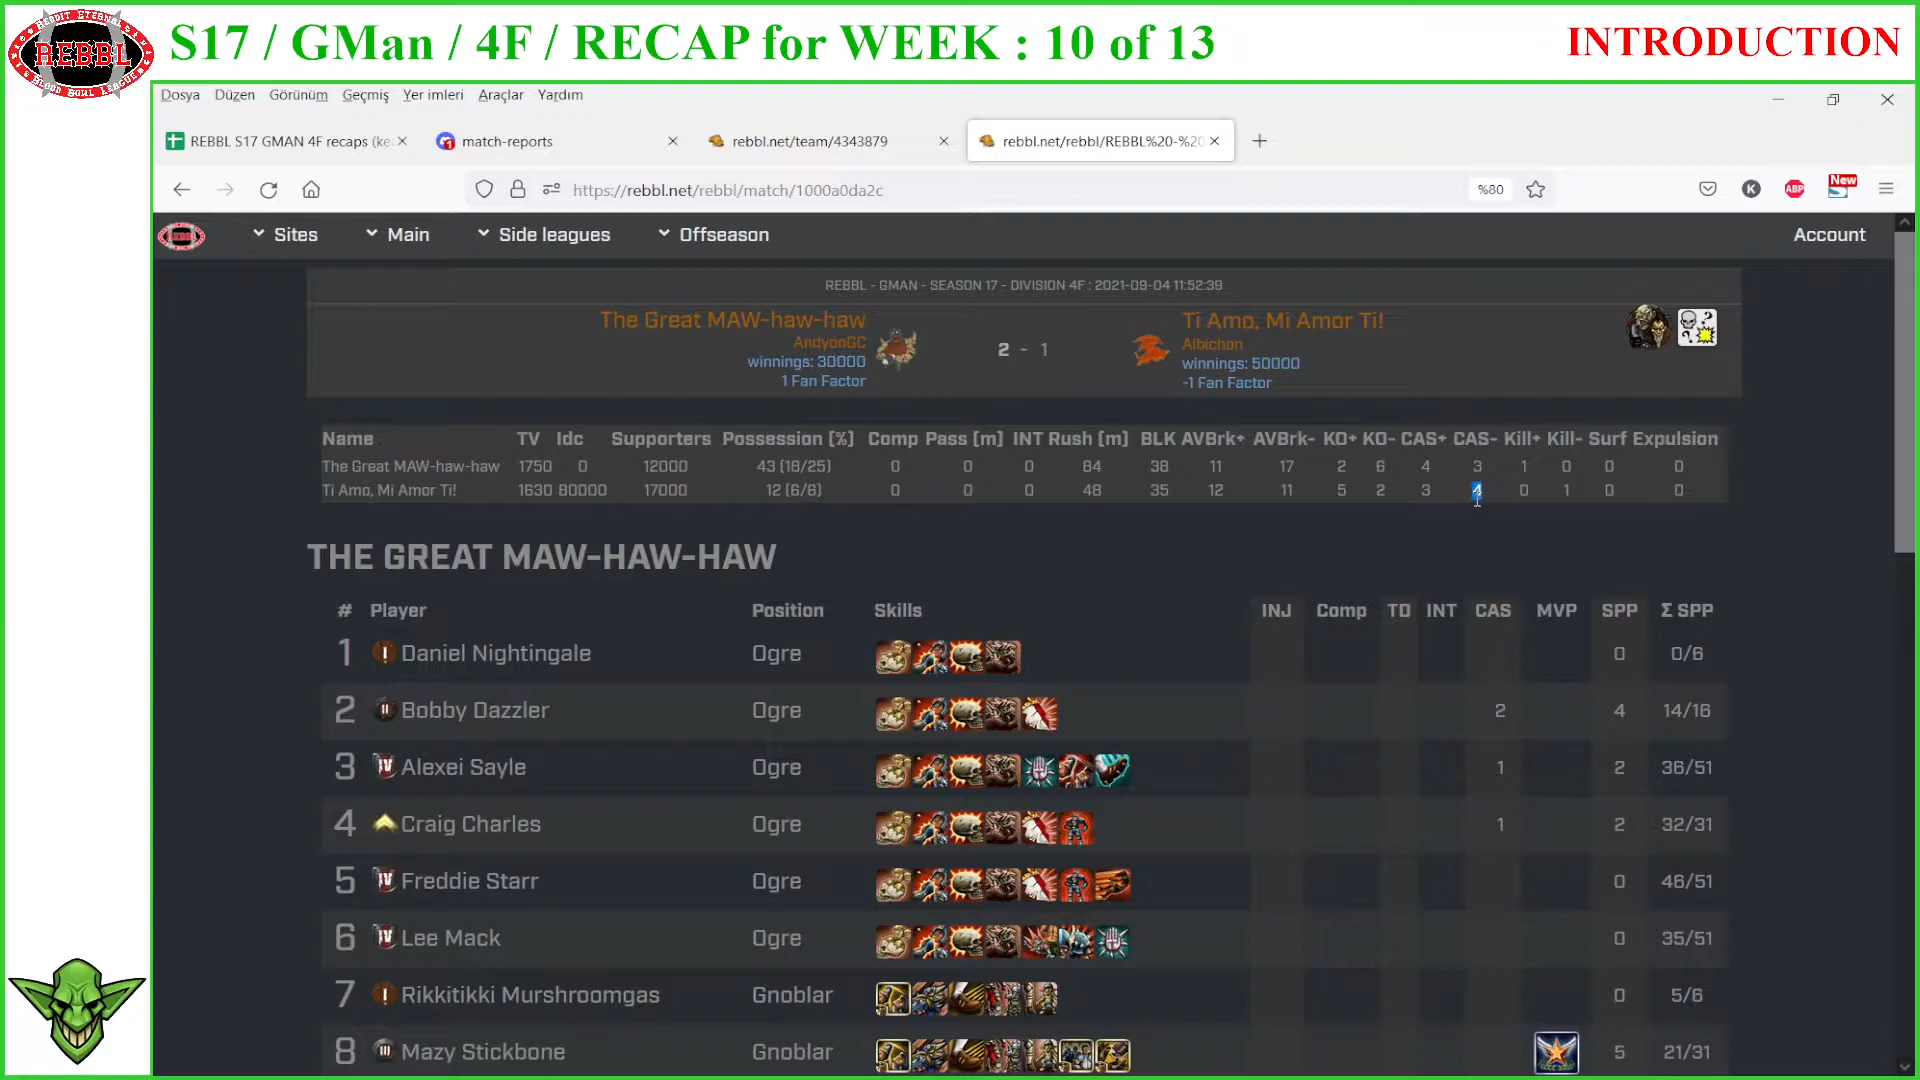 REDDIT ETERNAL
REBBL
BLOOD BOWL LEAGUE
S17 / GMan / 4F / RECAP for WEEK : 10 of 13
INTRODUCTION
Dosya Düzen Görünüm Geçmiş Yer imleri Araçlar Yardım
REBBL S17 GMAN 4F recaps (ke
match-reports
rebbl.net/team/4343879
rebbl.net/rebbl/REBBL%20-%20
https://rebbl.net/rebbl/match/1000a0da2c
%80
K
ABP
New
Sites Main Side leagues Offseason Account
REBBL - GMAN - SEASON 17 - DIVISION 4F : 2021-09-04 11:52:39
The Great MAW-haw-haw
AndyonGC
winnings: 30000
1 Fan Factor
2 - 1
Ti Amo, Mi Amor Ti!
Albichon
winnings: 50000
-1 Fan Factor
Name TV Idc Supporters Possession [%] Comp Pass [m] INT Rush [m] BLK AVBrk+ AVBrk- KO+ KO- CAS+ CAS- Kill+ Kill- Surf Expulsion
The Great MAW-haw-haw 1750 0 12000 43 (18/25) 0 0 0 84 38 11 17 2 6 4 3 1 0 0 0
Ti Amo, Mi Amor Ti! 1630 80000 17000 12 (6/6) 0 0 0 48 35 12 11 5 2 3 4 0 1 0 0
THE GREAT MAW-HAW-HAW
# Player Position Skills INJ Comp TD INT CAS MVP SPP Σ SPP
1 Daniel Nightingale Ogre 0 0/6
2 Bobby Dazzler Ogre 2 4 14/16
3 Alexei Sayle Ogre 1 2 36/51
4 Craig Charles Ogre 1 2 32/31
5 Freddie Starr Ogre 0 46/51
6 Lee Mack Ogre 0 35/51
7 Rikkitikki Murshroomgas Gnoblar 0 5/6
8 Mazy Stickbone Gnoblar 5 21/31